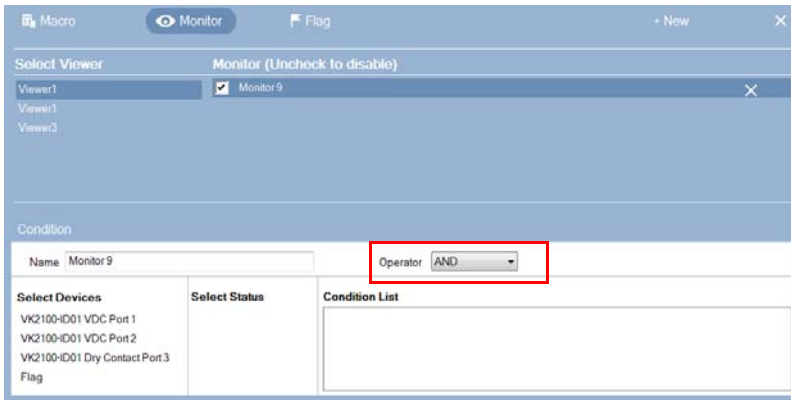 Macro Monitor Flag + New
Select Viewer Monitor (Uncheck to disable)
Viewer1 Monitor 9
Viewer1
Viewer3
Condition
Name Monitor 9 Operator AND
Select Devices Select Status Condition List
VK2100-ID01 VDC Port 1
VK2100-ID01 VDC Port 2
VK2100-ID01 Dry Contact Port 3
Flag